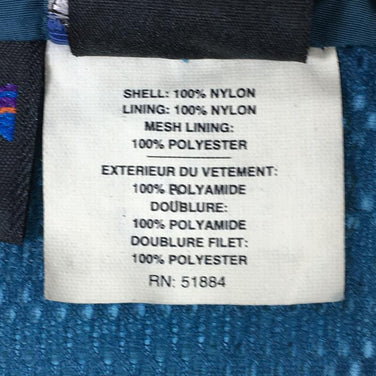 SHELL: 100% NYLON
LINING: 100% NYLON
MESH LINING:
100% POLYESTER
EXTERIEUR DU VETEMENT:
100% POLYAMIDE
DOUBLURE:
100% POLYAMIDE
DOUBLURE FILET:
100% POLYESTER
RN: 51884